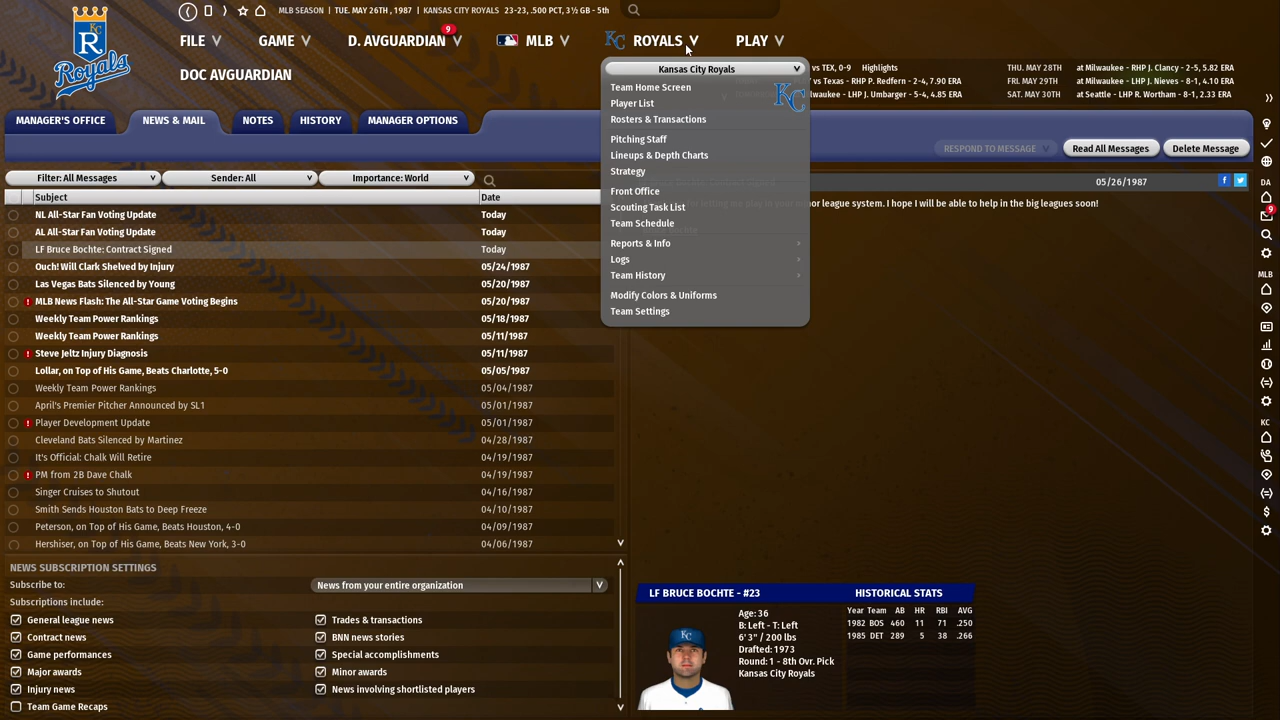 MLB SEASON | TUE. MAY 26TH , 1987 | KANSAS CITY ROYALS 23-23, .500 PCT, 3½ GB - 5th
FILE GAME D. AVGUARDIAN 9 MLB KC ROYALS PLAY
DOC AVGUARDIAN
KC
R
Royals
vs TEX, 0-9 Highlights THU. MAY 28TH at Milwaukee - RHP J. Clancy - 2-5, 5.82 ERA
vs Texas - RHP P. Redfern - 2-4, 7.90 ERA FRI. MAY 29TH at Milwaukee - LHP J. Nieves - 8-1, 4.10 ERA
LHP J. Umbarger - 5-4, 4.85 ERA SAT. MAY 30TH at Seattle - LHP R. Wortham - 8-1, 2.33 ERA
MANAGER'S OFFICE NEWS & MAIL NOTES HISTORY MANAGER OPTIONS
RESPOND TO MESSAGE Read All Messages Delete Message
Kansas City Royals
Team Home Screen
KC
Player List
Rosters & Transactions
Pitching Staff
Lineups & Depth Charts
Strategy
Front Office
Scouting Task List
Team Schedule
Reports & Info
Logs
Team History
Modify Colors & Uniforms
Team Settings
Filter: All Messages Sender: All Importance: World
05/26/1987
league system. I hope I will be able to help in the big leagues soon!
Subject Date
NL All-Star Fan Voting Update Today
AL All-Star Fan Voting Update Today
LF Bruce Bochte: Contract Signed Today
Ouch! Will Clark Shelved by Injury 05/24/1987
Las Vegas Bats Silenced by Young 05/20/1987
! MLB News Flash: The All-Star Game Voting Begins 05/20/1987
Weekly Team Power Rankings 05/18/1987
Weekly Team Power Rankings 05/11/1987
! Steve Jeltz Injury Diagnosis 05/11/1987
Lollar, on Top of His Game, Beats Charlotte, 5-0 05/05/1987
Weekly Team Power Rankings 05/04/1987
April's Premier Pitcher Announced by SL1 05/01/1987
! Player Development Update 05/01/1987
Cleveland Bats Silenced by Martinez 04/28/1987
It's Official: Chalk Will Retire 04/19/1987
! PM from 2B Dave Chalk 04/19/1987
Singer Cruises to Shutout 04/16/1987
Smith Sends Houston Bats to Deep Freeze 04/10/1987
Peterson, on Top of His Game, Beats Houston, 4-0 04/09/1987
Hershiser, on Top of His Game, Beats New York, 3-0 04/06/1987
NEWS SUBSCRIPTION SETTINGS
Subscribe to: News from your entire organization
Subscriptions include:
General league news Trades & transactions
Contract news BNN news stories
Game performances Special accomplishments
Major awards Minor awards
Injury news News involving shortlisted players
Team Game Recaps
LF BRUCE BOCHTE - #23 HISTORICAL STATS
Age: 36
B: Left - T: Left
6' 3" / 200 lbs
Drafted: 1973
Round: 1 - 8th Ovr. Pick
Kansas City Royals
Year Team AB HR RBI AVG
1982 BOS 460 11 71 .250
1985 DET 289 5 38 .266
DA
9
MLB
KC
$